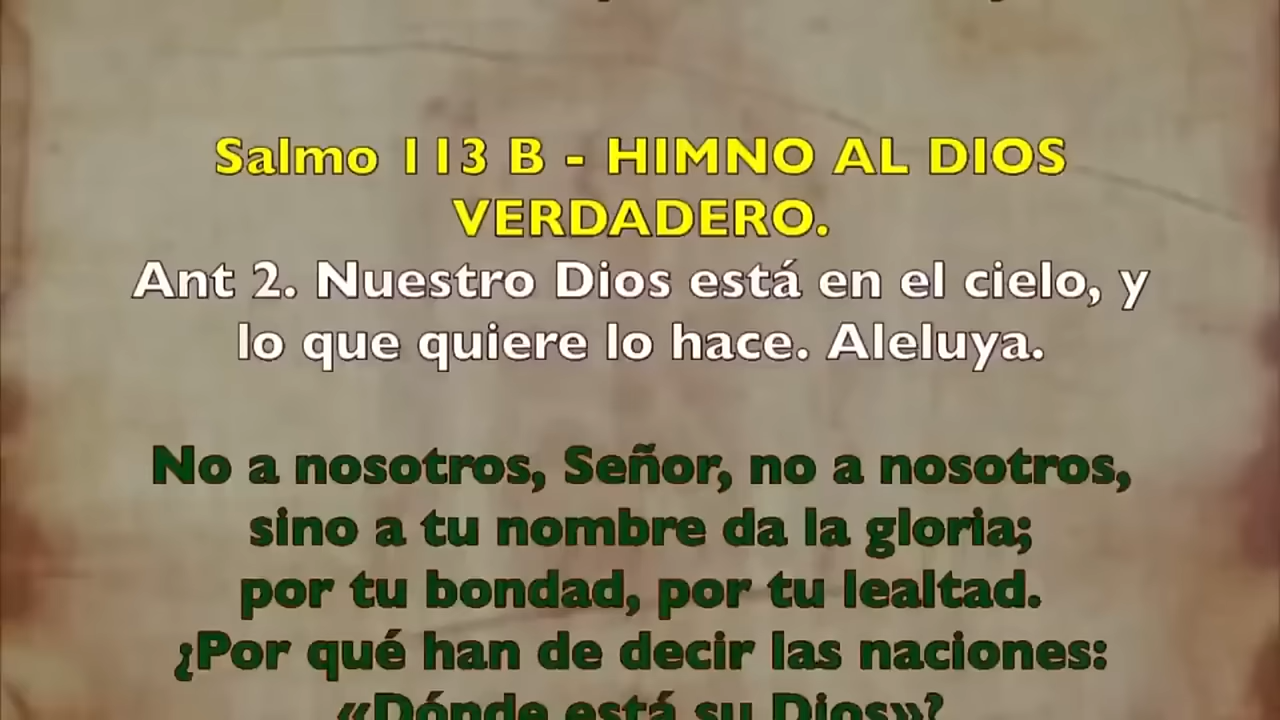 Salmo 113 B - HIMNO AL DIOS
VERDADERO.
Ant 2. Nuestro Dios está en el cielo, y
lo que quiere lo hace. Aleluya.
No a nosotros, Señor, no a nosotros,
sino a tu nombre da la gloria;
por tu bondad, por tu lealtad.
¿Por qué han de decir las naciones:
«Dónde está su Dios»?